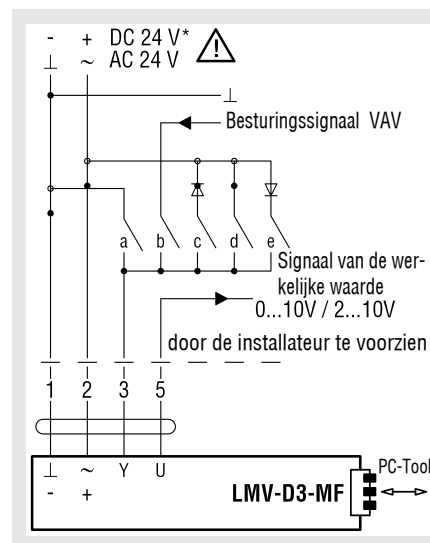 - + DC 24 V*
⊥ ~ AC 24 V
⊥
Besturingssignaal VAV
a b c d e
Signaal van de wer-
kelijke waarde
0...10V / 2...10V
door de installateur te voorzien
1 2 3 5
⊥ ~ Y U
- +
LMV-D3-MF
PC-Tool